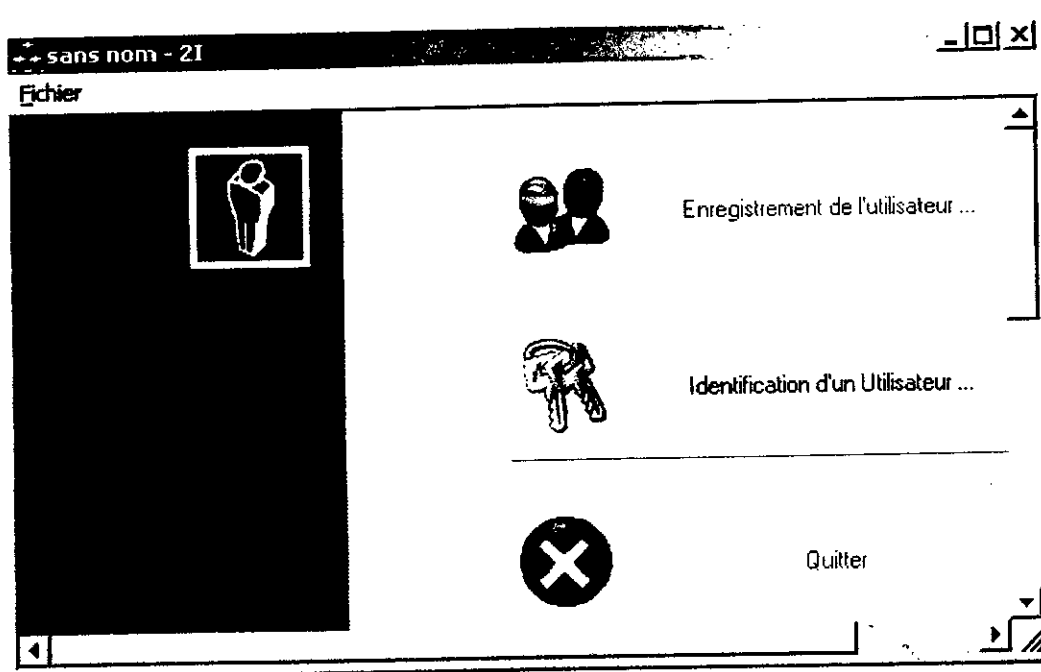 sans nom - 2I
Fichier
Enregistrement de l'utilisateur ...
Identification d'un Utilisateur ...
Quitter